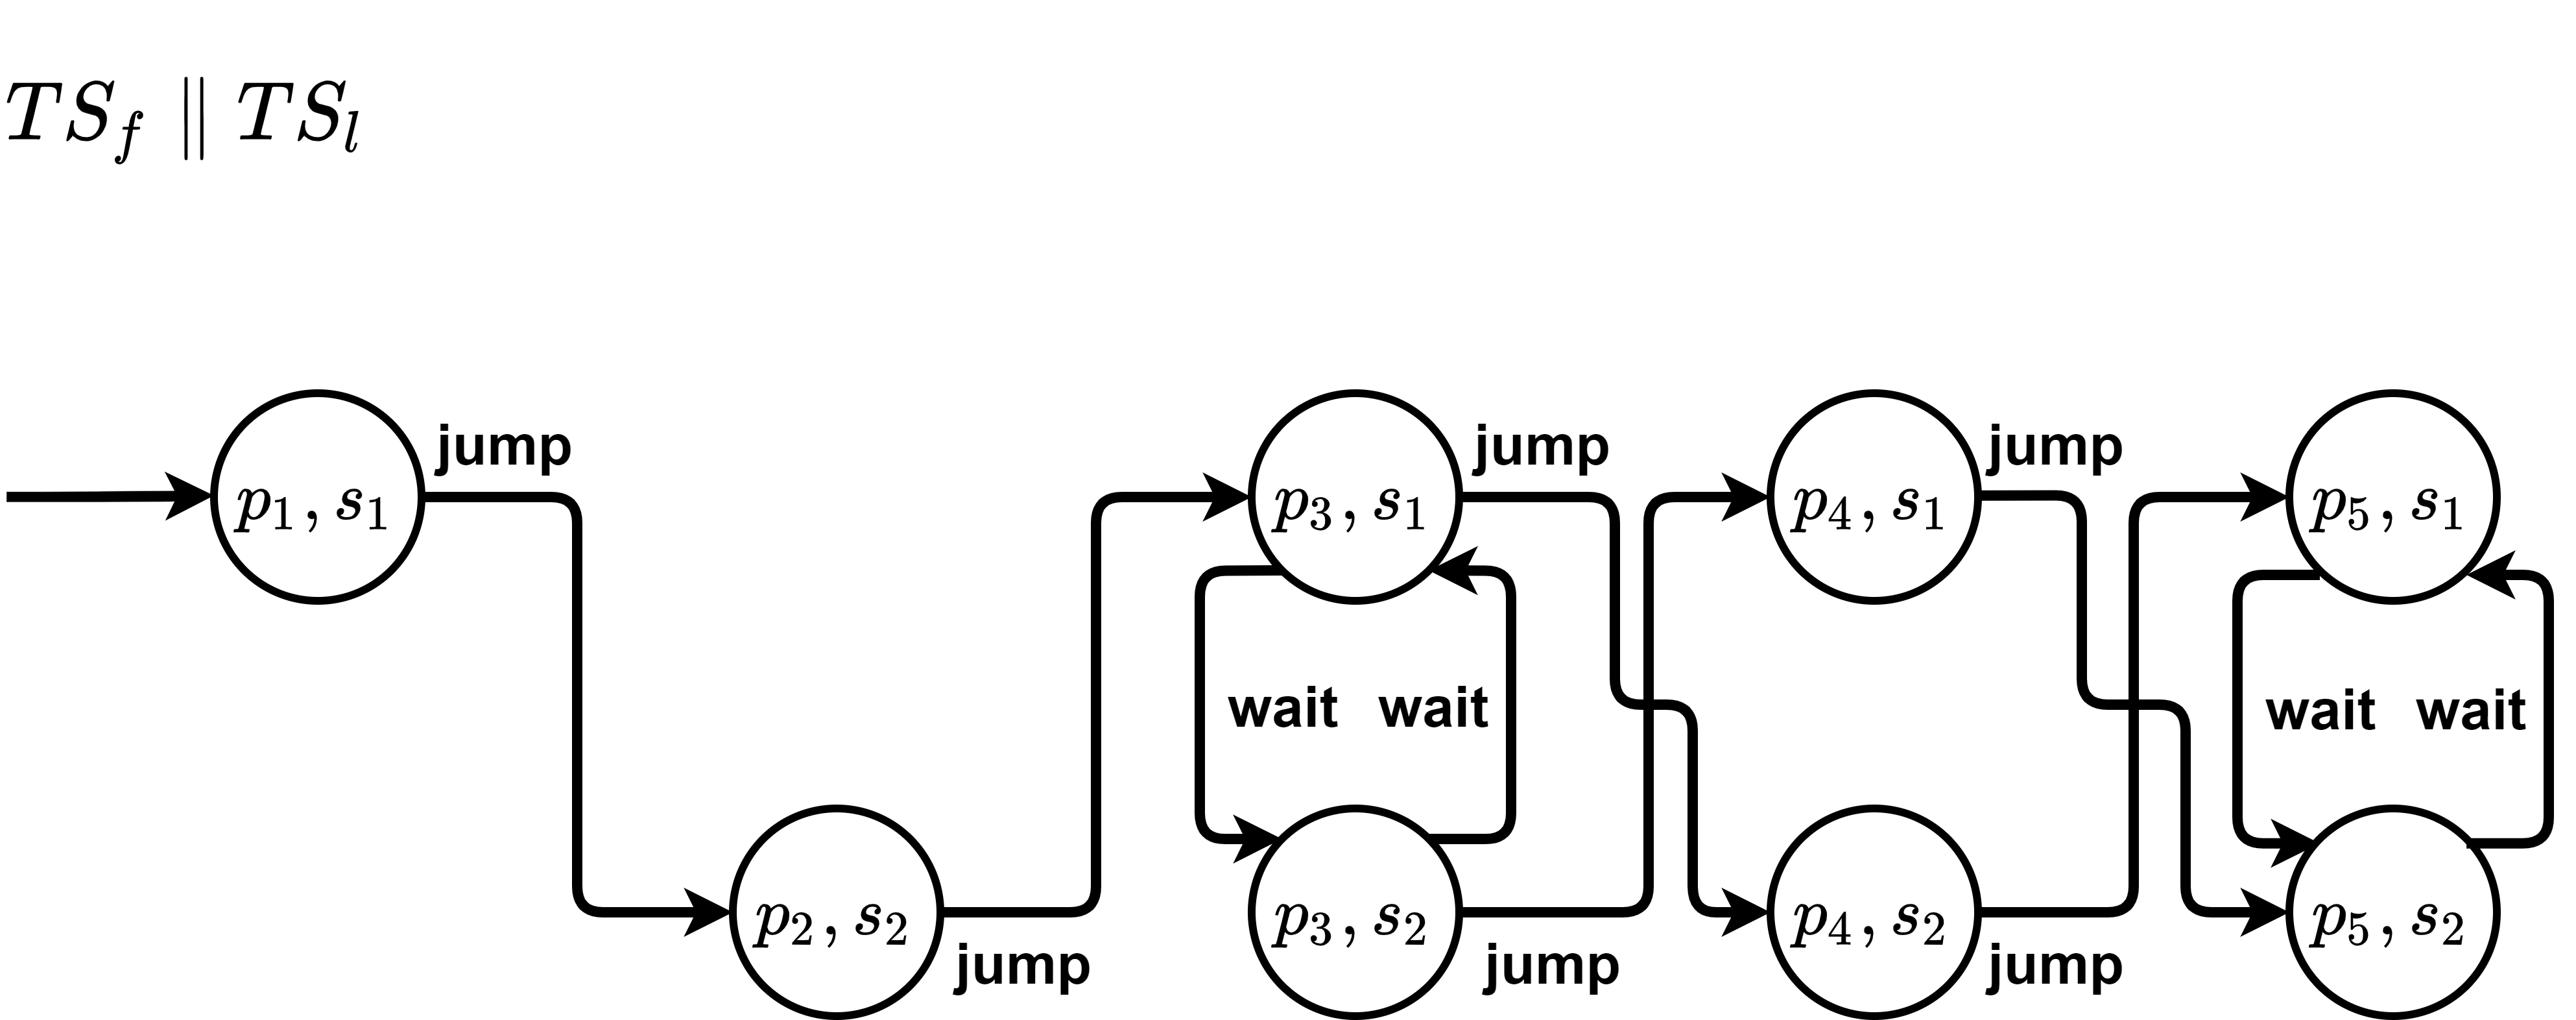 TS_f ∥ TS_l
jump jump jump
p_1, s_1 p_3, s_1 p_4, s_1 p_5, s_1
wait wait wait wait
p_2, s_2 p_3, s_2 p_4, s_2 p_5, s_2
jump jump jump